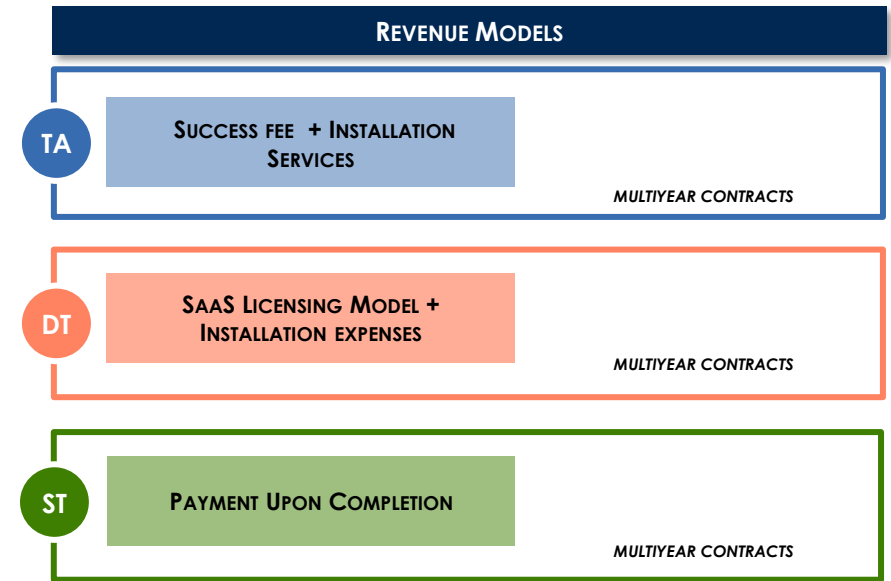 REVENUE MODELS
TA
SUCCESS FEE + INSTALLATION
SERVICES
MULTIYEAR CONTRACTS
DT
SAAS LICENSING MODEL +
INSTALLATION EXPENSES
MULTIYEAR CONTRACTS
ST
PAYMENT UPON COMPLETION
MULTIYEAR CONTRACTS